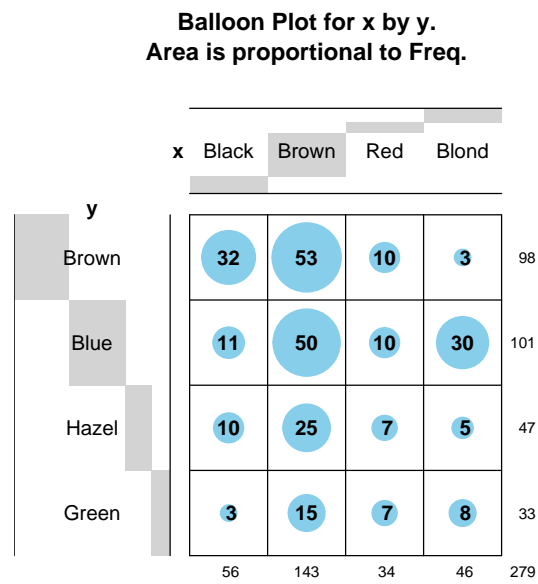 Balloon Plot for x by y.
Area is proportional to Freq.
x Black Brown Red Blond
y
Brown 32 53 10 3 98
Blue 11 50 10 30 101
Hazel 10 25 7 5 47
Green 3 15 7 8 33
56 143 34 46 279